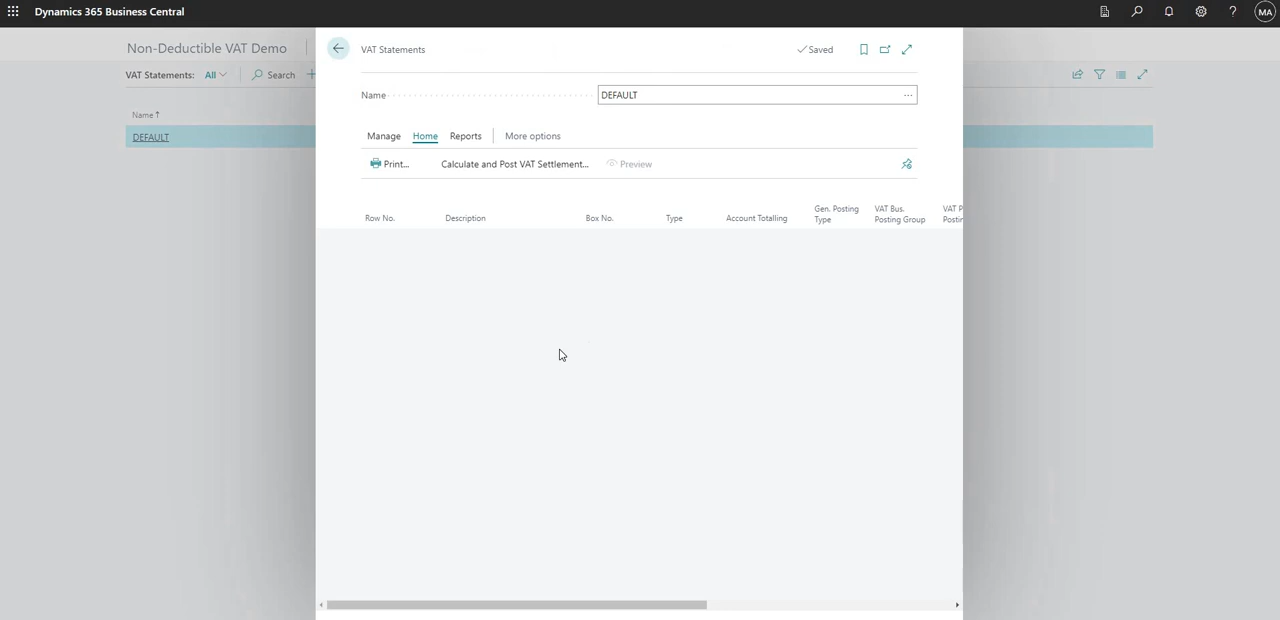 Dynamics 365 Business Central
MA
Non-Deductible VAT Demo
VAT Statements: All
Search
Name
DEFAULT
VAT Statements
Saved
Name
DEFAULT
Manage
Home
Reports
More options
Print...
Calculate and Post VAT Settlement...
Preview
Row No.
Description
Box No.
Type
Account Totalling
Gen. Posting
Type
VAT Bus.
Posting Group
VAT P
Postin